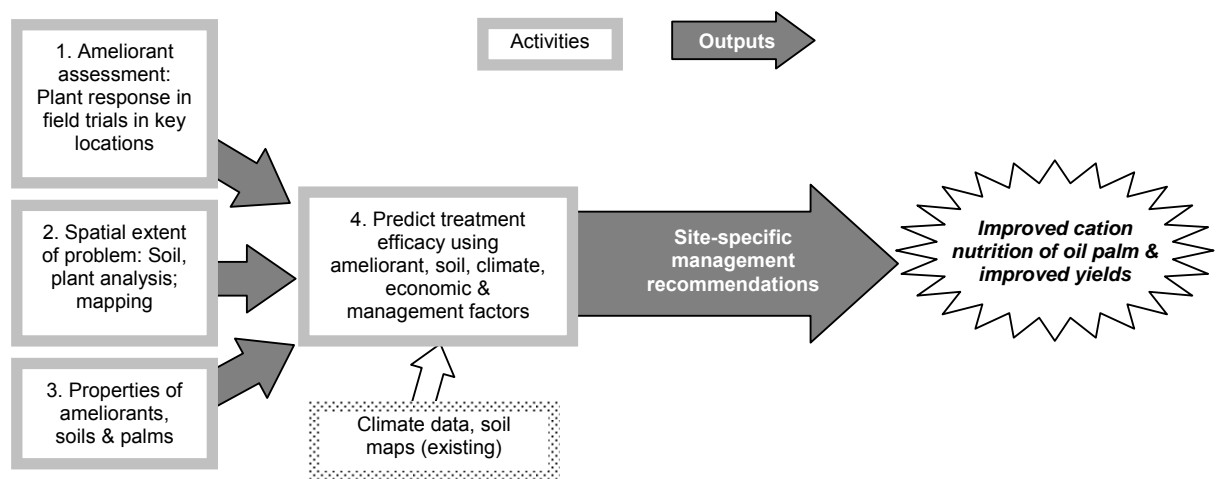 1. Ameliorant
assessment:
Plant response in
field trials in key
locations
Activities
Outputs
2. Spatial extent
of problem: Soil,
plant analysis;
mapping
3. Properties of
ameliorants,
soils & palms
4. Predict treatment
efficacy using
ameliorant, soil, climate,
economic &
management factors
Climate data, soil
maps (existing)
Site-specific
management
recommendations
Improved cation
nutrition of oil palm &
improved yields